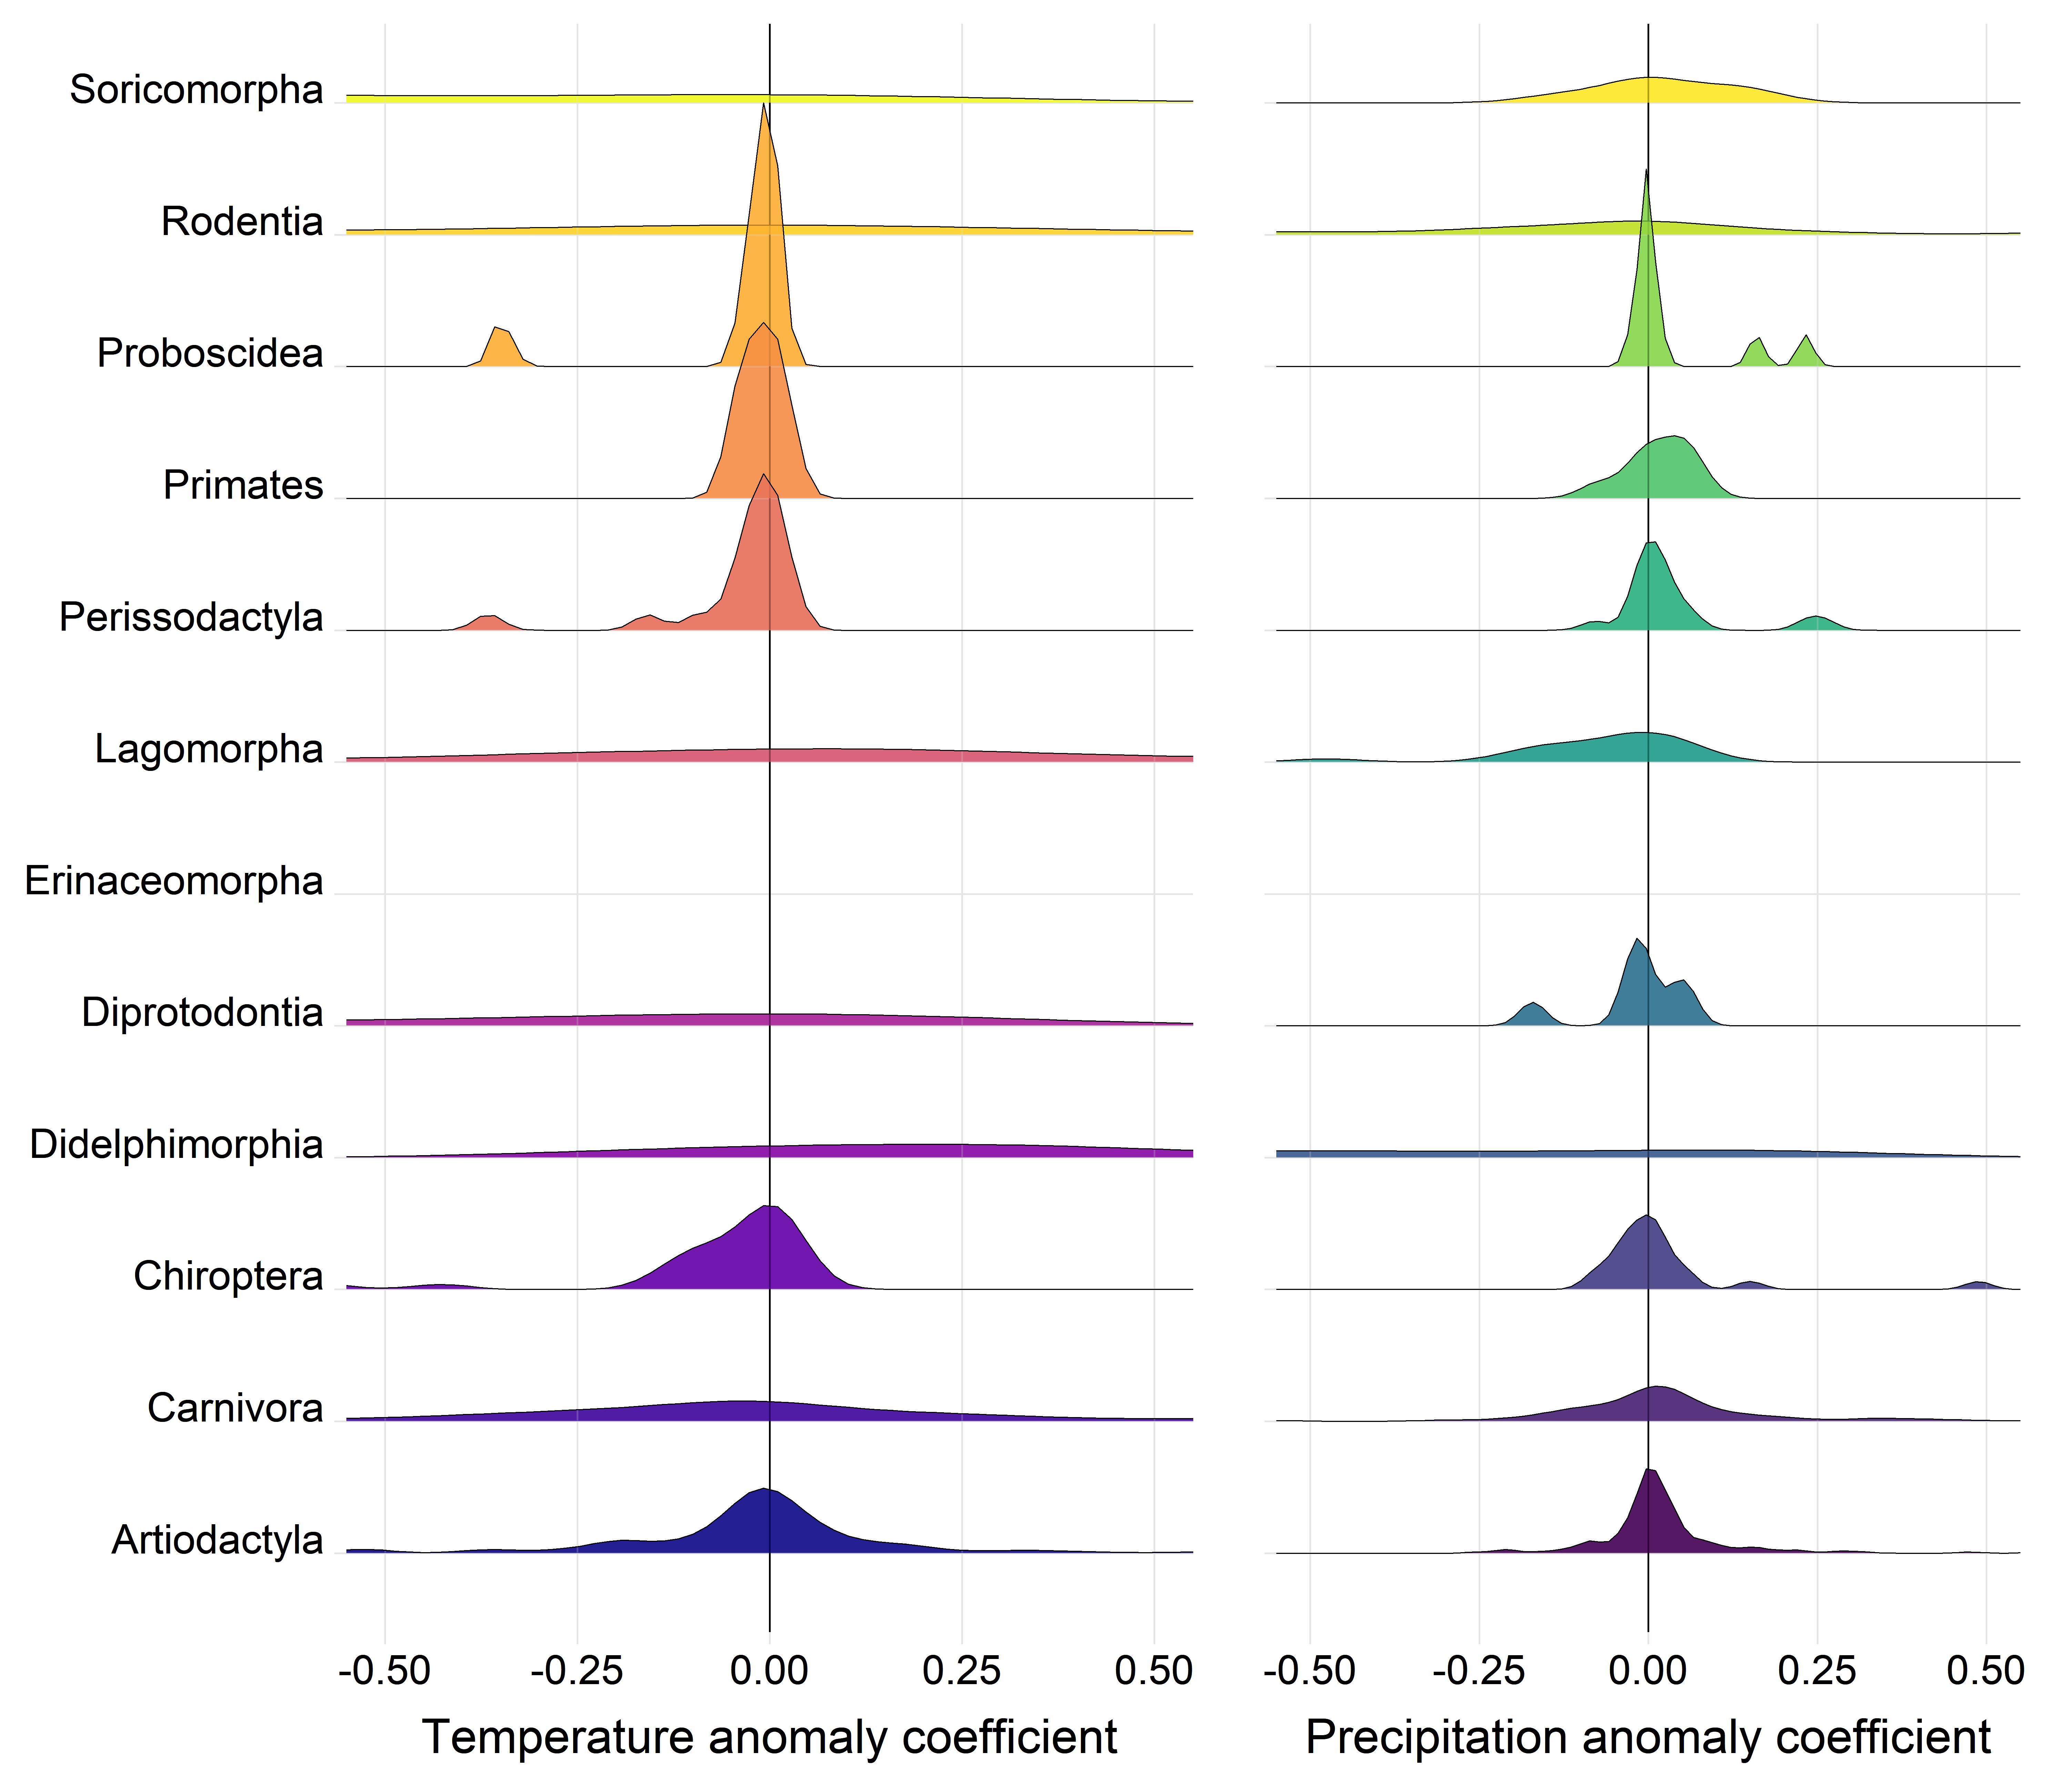 Soricomorpha
Rodentia
Proboscidea
Primates
Perissodactyla
Lagomorpha
Erinaceomorpha
Diprotodontia
Didelphimorphia
Chiroptera
Carnivora
Artiodactyla
-0.50 -0.25 0.00 0.25 0.50 -0.50 -0.25 0.00 0.25 0.50
Temperature anomaly coefficient Precipitation anomaly coefficient